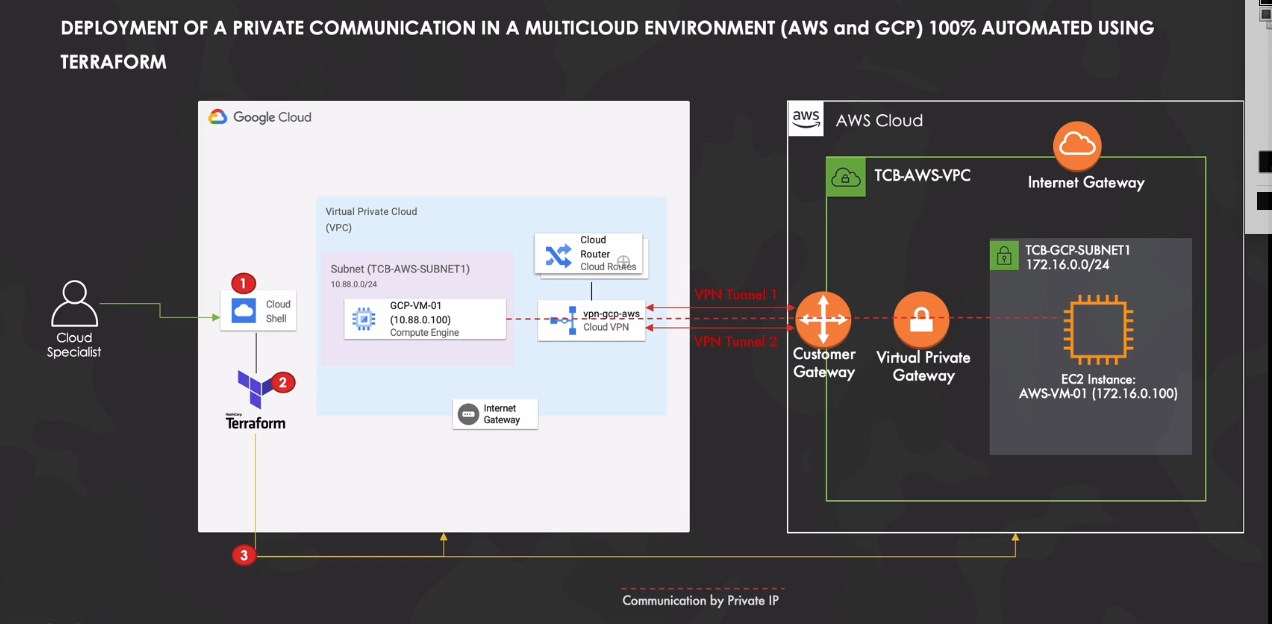 DEPLOYMENT OF A PRIVATE COMMUNICATION IN A MULTICLOUD ENVIRONMENT (AWS and GCP) 100% AUTOMATED USING
TERRAFORM
Google Cloud
aws
AWS Cloud
Virtual Private Cloud
(VPC)
TCB-AWS-VPC
Internet Gateway
Cloud
Router
Cloud Routes
Subnet (TCB-AWS-SUBNET1)
10.88.0.0/24
TCB-GCP-SUBNET1
172.16.0.0/24
1
Cloud
Shell
GCP-VM-01
(10.88.0.100)
Compute Engine
vpn-gcp-aws
Cloud VPN
VPN Tunnel 1
VPN Tunnel 2
Cloud
Specialist
Customer
Gateway
Virtual Private
Gateway
EC2 Instance:
AWS-VM-01 (172.16.0.100)
2
HashiCorp
Terraform
Internet
Gateway
3
Communication by Private IP